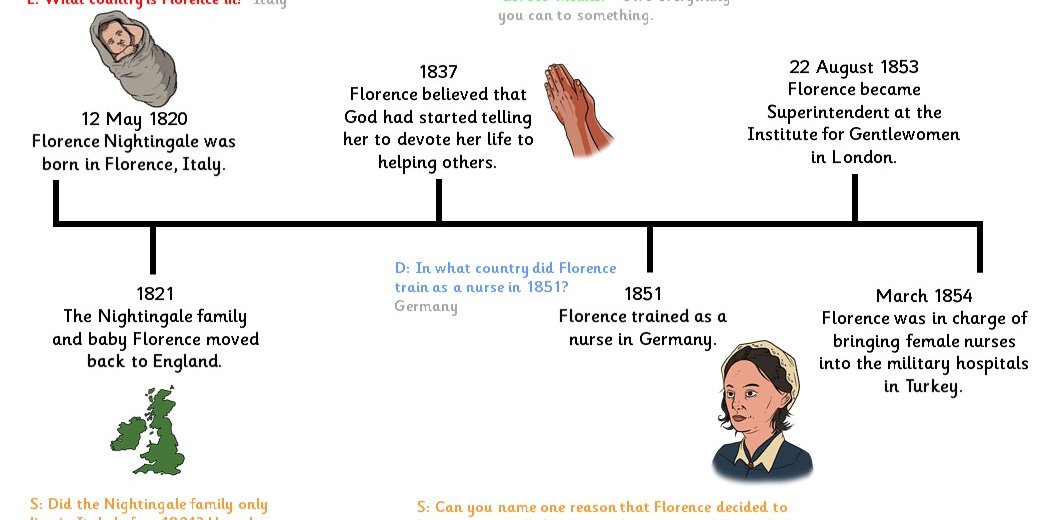 E: What country is Florence in? Italy
you can to something.
12 May 1820
Florence Nightingale was
born in Florence, Italy.
1837
Florence believed that
God had started telling
her to devote her life to
helping others.
22 August 1853
Florence became
Superintendent at the
Institute for Gentlewomen
in London.
1821
The Nightingale family
and baby Florence moved
back to England.
D: In what country did Florence
train as a nurse in 1851?
Germany
1851
Florence trained as a
nurse in Germany.
March 1854
Florence was in charge of
bringing female nurses
into the military hospitals
in Turkey.
S: Did the Nightingale family only
S: Can you name one reason that Florence decided to